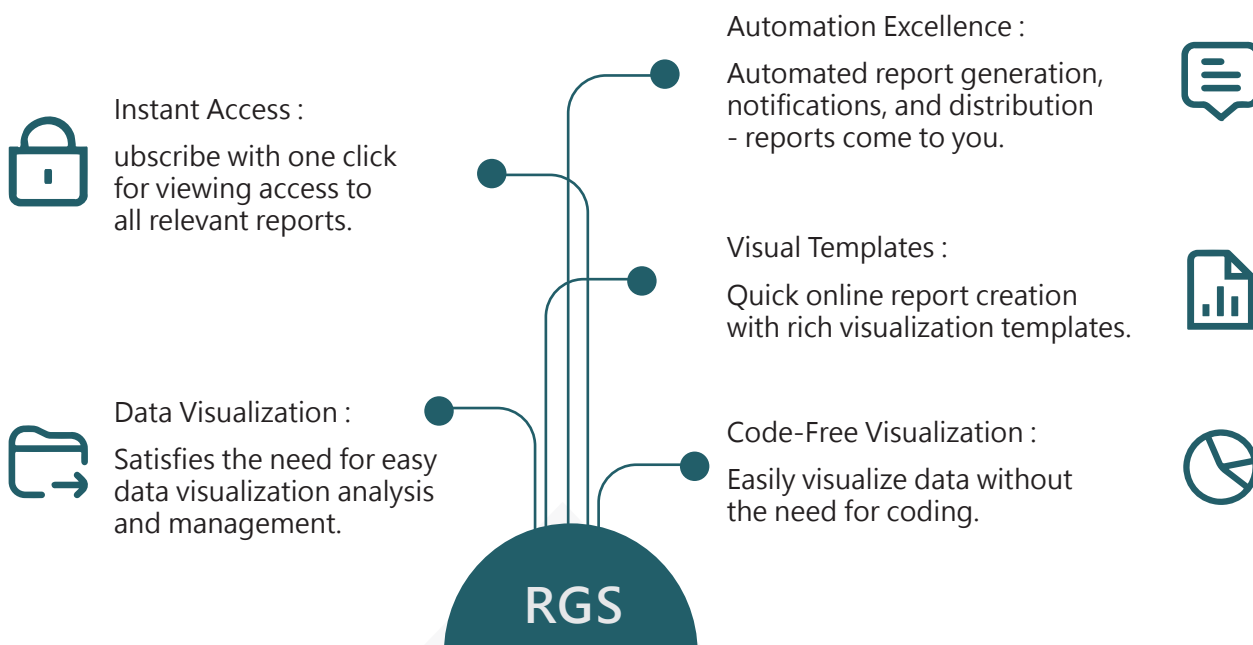 Instant Access :
ubscribe with one click
for viewing access to
all relevant reports.
Data Visualization :
Satisfies the need for easy
data visualization analysis
and management.
Automation Excellence :
Automated report generation,
notifications, and distribution
- reports come to you.
Visual Templates :
Quick online report creation
with rich visualization templates.
Code-Free Visualization :
Easily visualize data without
the need for coding.
RGS